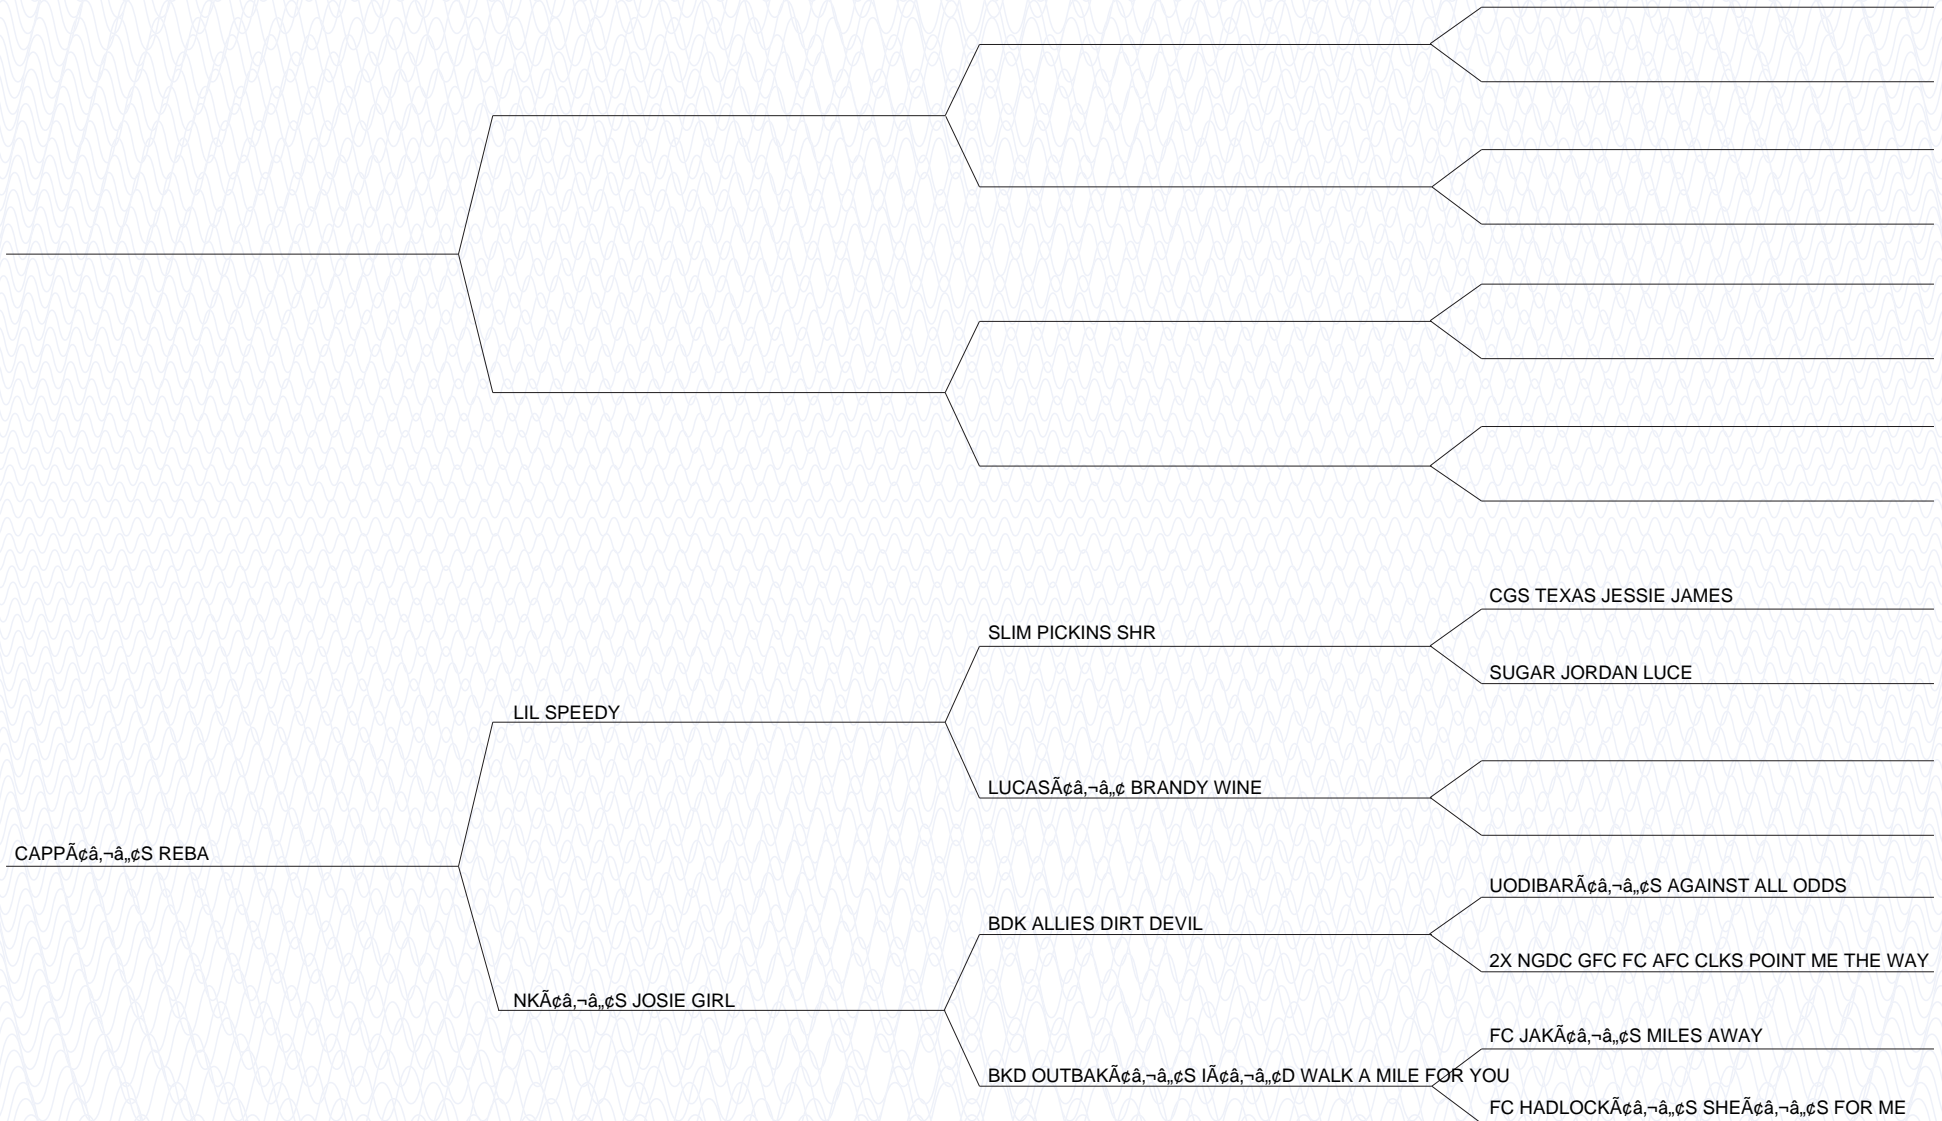 CGS TEXAS JESSIE JAMES
SLIM PICKINS SHR
SUGAR JORDAN LUCE
LIL SPEEDY
LUCASÃ¢â‚¬â„¢ BRANDY WINE
CAPPÃ¢â‚¬â„¢S REBA
UODIBARÃ¢â‚¬â„¢S AGAINST ALL ODDS
BDK ALLIES DIRT DEVIL
2X NGDC GFC FC AFC CLKS POINT ME THE WAY
NKÃ¢â‚¬â„¢S JOSIE GIRL
FC JAKÃ¢â‚¬â„¢S MILES AWAY
BKD OUTBAKÃ¢â‚¬â„¢S IÃ¢â‚¬â„¢D WALK A MILE FOR YOU
FC HADLOCKÃ¢â‚¬â„¢S SHEÃ¢â‚¬â„¢S FOR ME